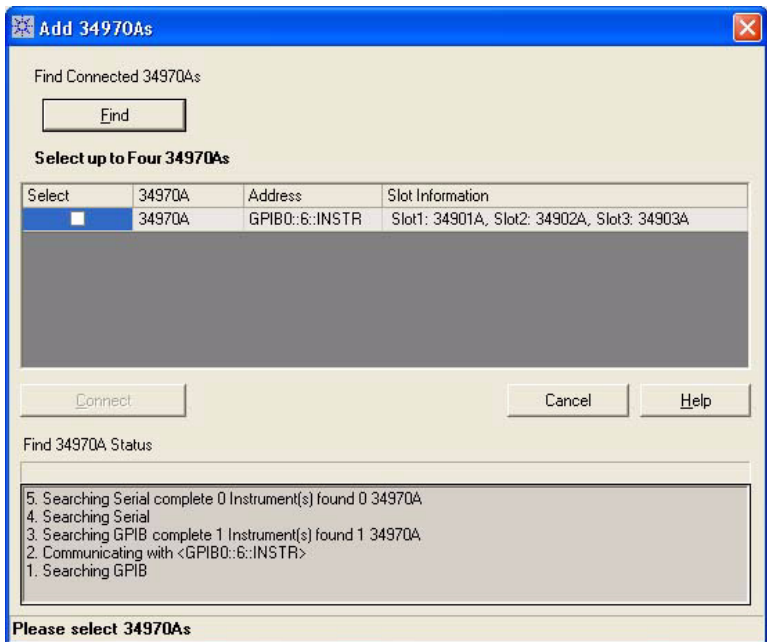 Add 34970As
Find Connected 34970As
Find
Select up to Four 34970As
Select 34970A Address Slot Information
34970A GPIB0::6::INSTR Slot1: 34901A, Slot2: 34902A, Slot3: 34903A
Connect Cancel Help
Find 34970A Status
5. Searching Serial complete 0 Instrument(s) found 0 34970A
4. Searching Serial
3. Searching GPIB complete 1 Instrument(s) found 1 34970A
2. Communicating with <GPIB0::6::INSTR>
1. Searching GPIB
Please select 34970As